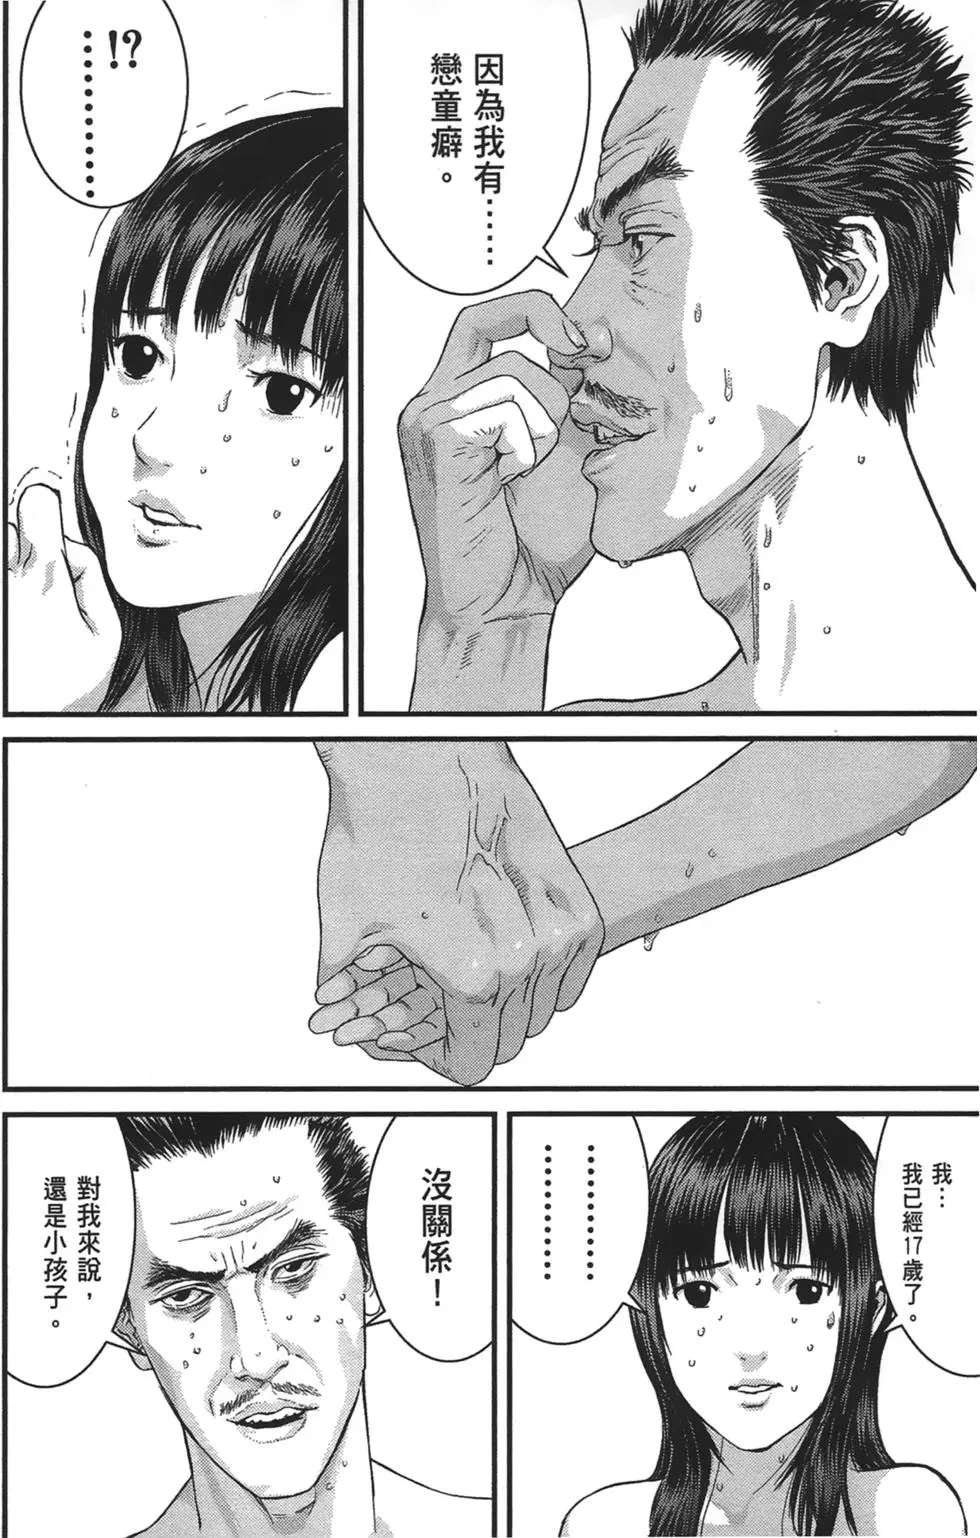 因為我有……
戀童癖。
!?
…………
我…
我已經17歲了。
……
……
沒關係！
對我來說，
還是小孩子。